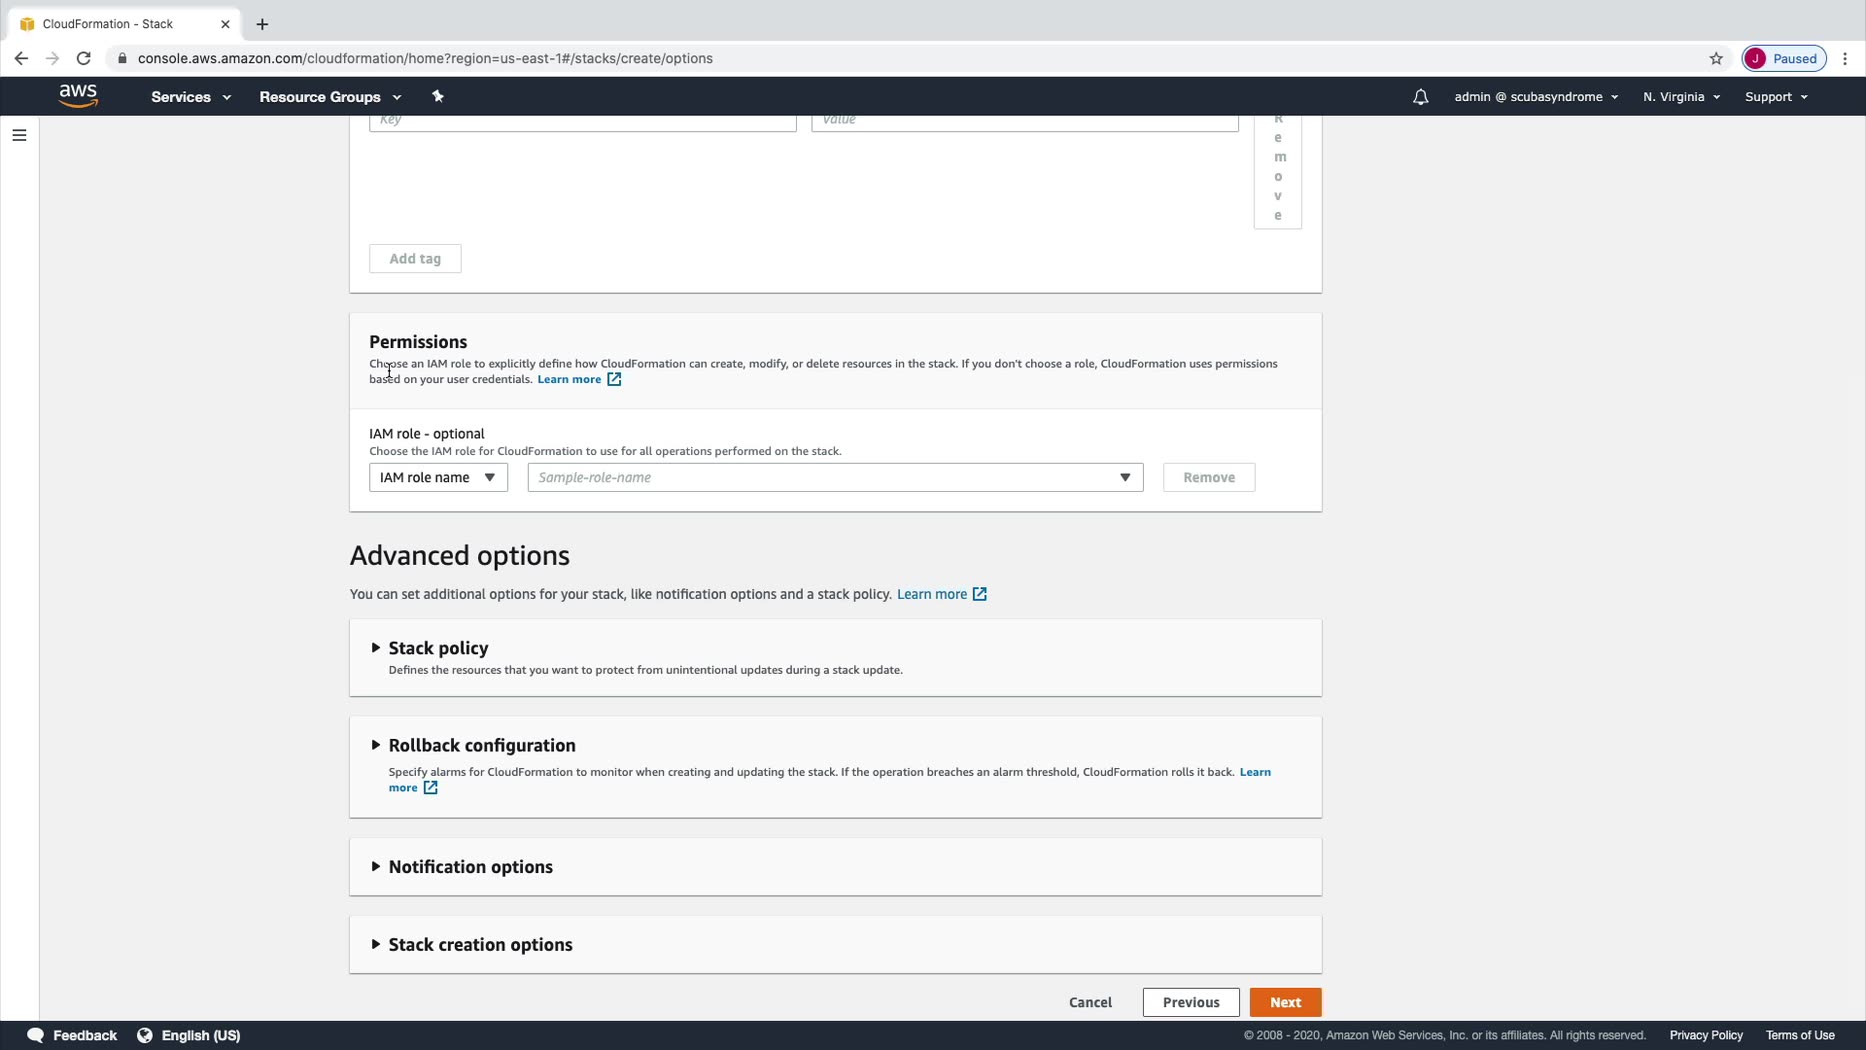 CloudFormation - Stack
console.aws.amazon.com/cloudformation/home?region=us-east-1#/stacks/create/options
J Paused
aws Services Resource Groups admin @ scubasyndrome N. Virginia Support
Key Value Remove
Add tag
Permissions
Choose an IAM role to explicitly define how CloudFormation can create, modify, or delete resources in the stack. If you don't choose a role, CloudFormation uses permissions
based on your user credentials. Learn more
IAM role - optional
Choose the IAM role for CloudFormation to use for all operations performed on the stack.
IAM role name Sample-role-name Remove
Advanced options
You can set additional options for your stack, like notification options and a stack policy. Learn more
Stack policy
Defines the resources that you want to protect from unintentional updates during a stack update.
Rollback configuration
Specify alarms for CloudFormation to monitor when creating and updating the stack. If the operation breaches an alarm threshold, CloudFormation rolls it back. Learn
more
Notification options
Stack creation options
Cancel Previous Next
Feedback English (US) © 2008 - 2020, Amazon Web Services, Inc. or its affiliates. All rights reserved. Privacy Policy Terms of Use